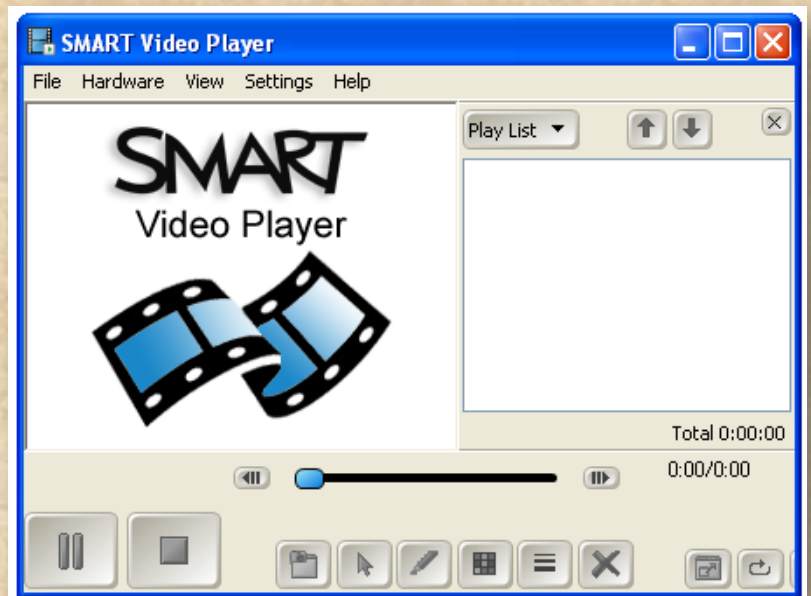 SMART Video Player
File Hardware View Settings Help
SMART
Video Player
Play List
Total 0:00:00
0:00/0:00